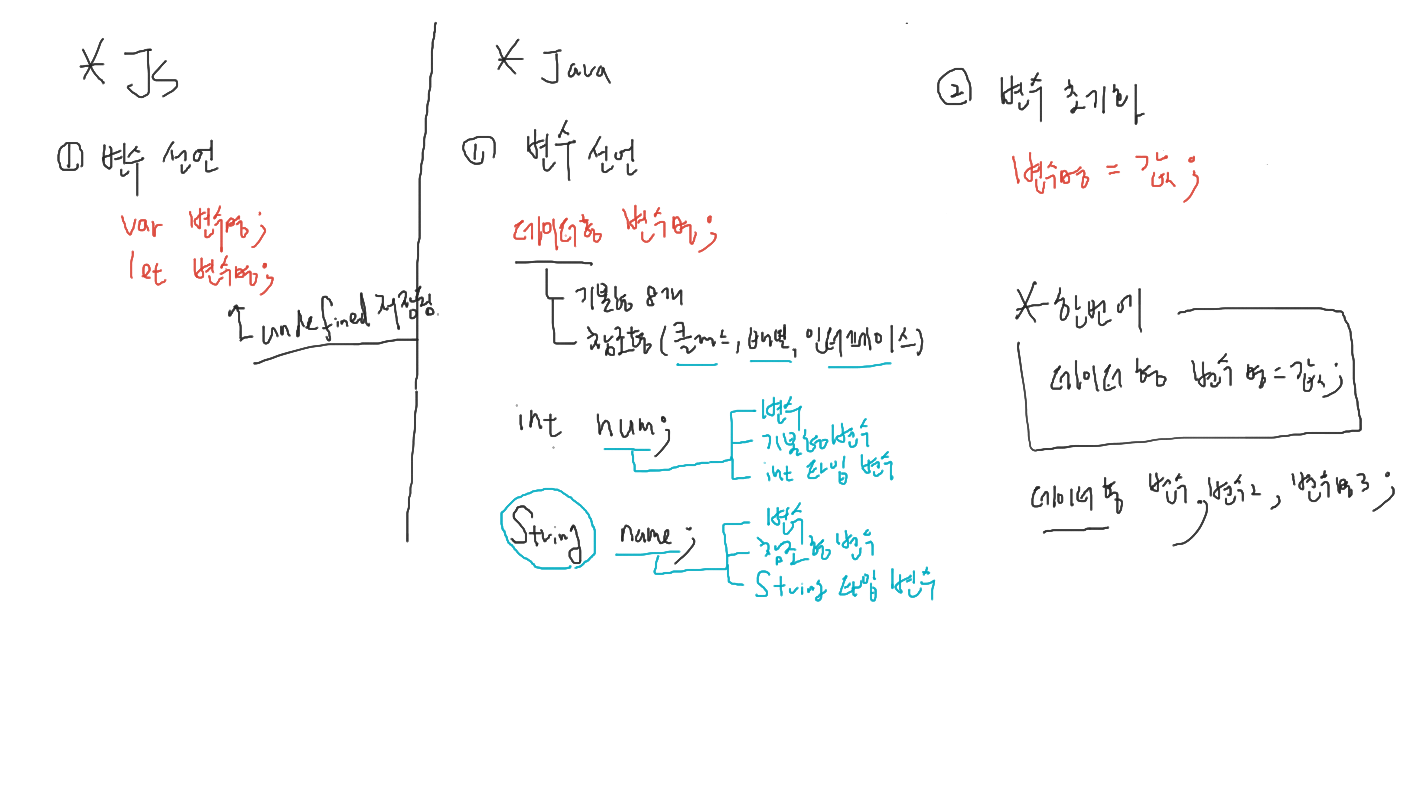 * JS
① 변수 선언
var 변수명;
let 변수명;
undefined 저장됨.
* Java
① 변수 선언
데이터형 변수명;
기본형 8개
참조형 (클래스, 배열, 인터페이스)
int num;
변수
기본형 변수
int 타입 변수
String name;
변수
참조형 변수
String 타입 변수
② 변수 초기화
변수명 = 값;
* 한번에
데이터형 변수명 = 값;
데이터형 변수, 변수2, 변수명3;